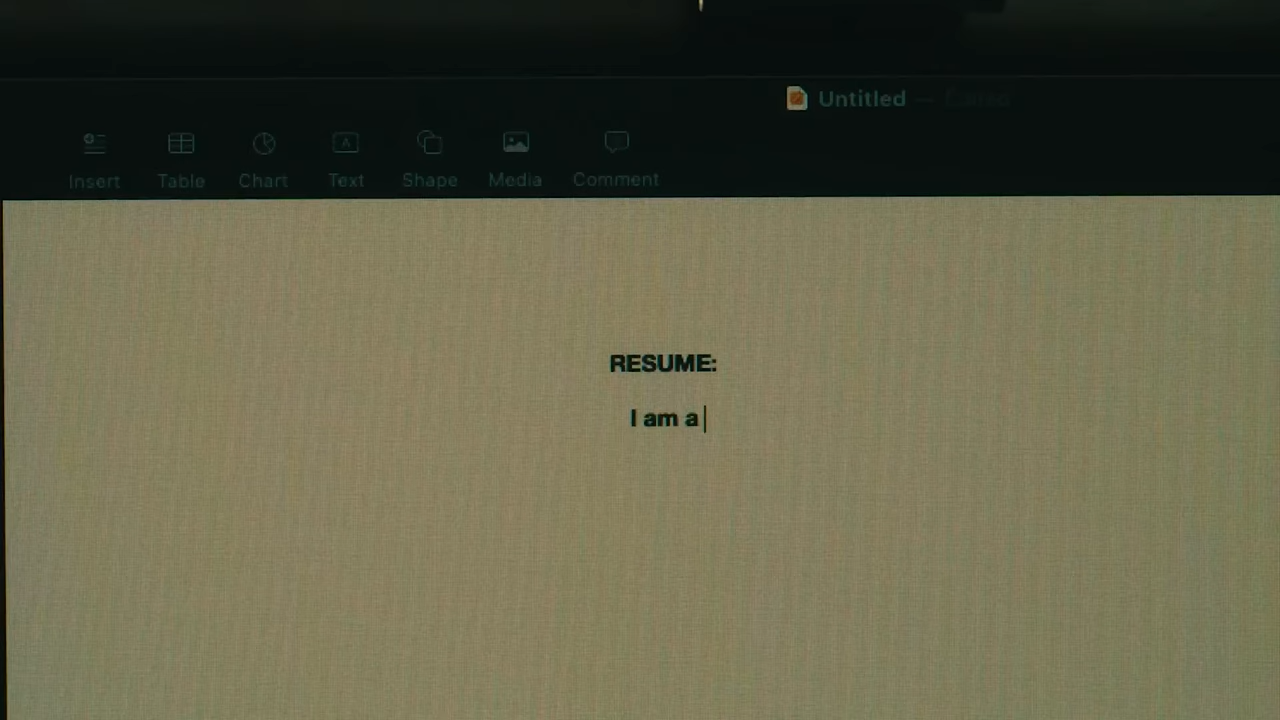 Untitled —
Insert Table Chart Text Shape Media Comment
RESUME:
I am a